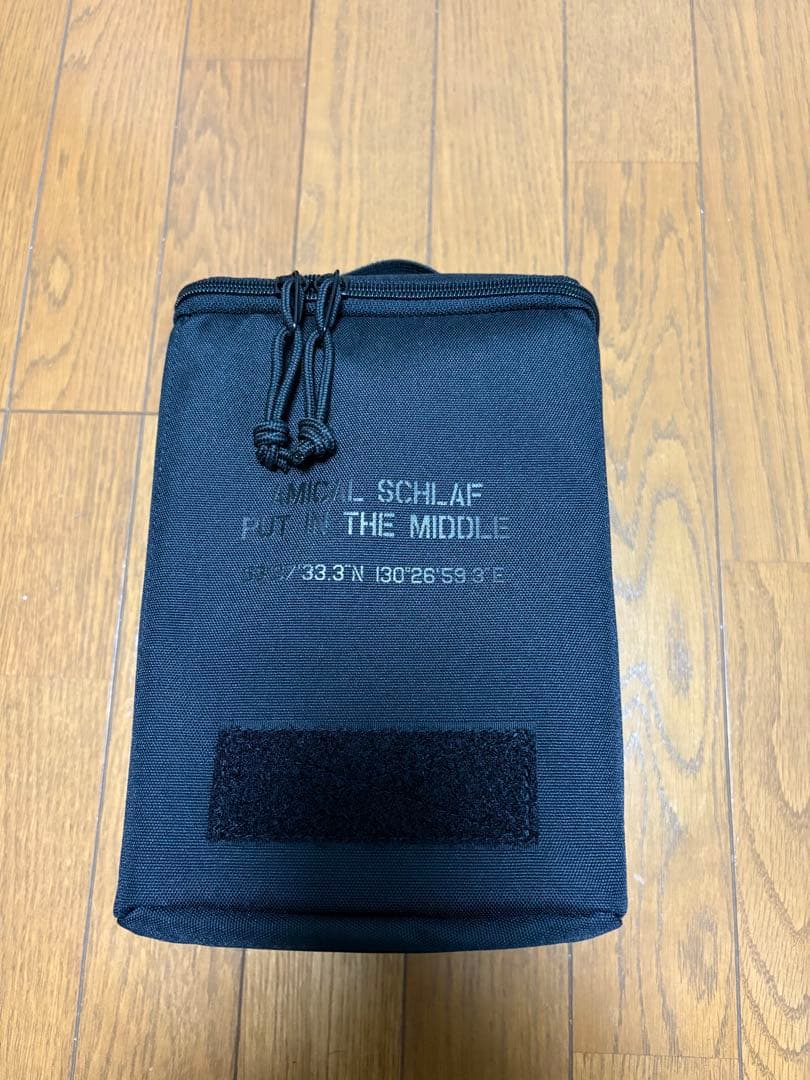 AMICAL SCHLAF
PUT IN THE MIDDLE
33.3"N 130°26'59.3"E